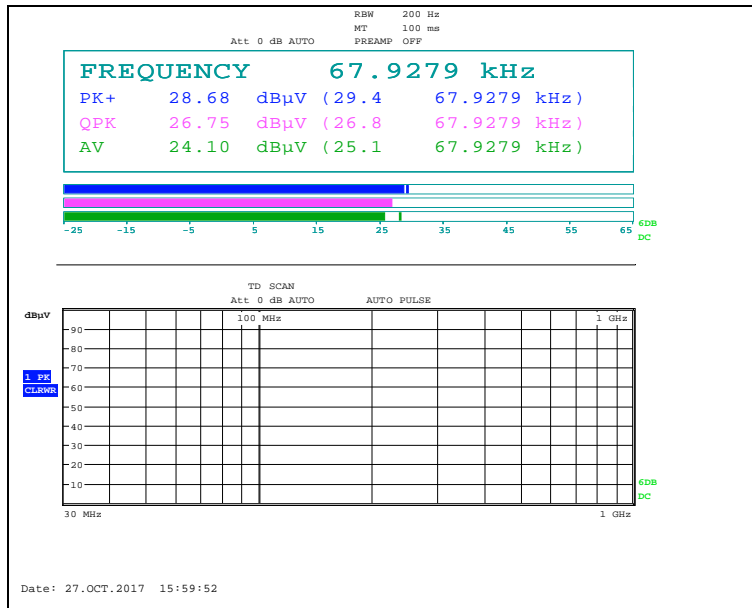 RBW 200 Hz
MT 100 ms
Att 0 dB AUTO PREAMP OFF
FREQUENCY 67.9279 kHz
PK+ 28.68 dBµV (29.4 67.9279 kHz)
QPK 26.75 dBµV (26.8 67.9279 kHz)
AV 24.10 dBµV (25.1 67.9279 kHz)
-25 -15 -5 5 15 25 35 45 55 65
6DB
DC
TD SCAN
Att 0 dB AUTO AUTO PULSE
dBµV
100 MHz 1 GHz
90
80
70
1 PK
60
CLRWR
50
40
30
20
10
6DB
DC
30 MHz 1 GHz
Date: 27.OCT.2017 15:59:52